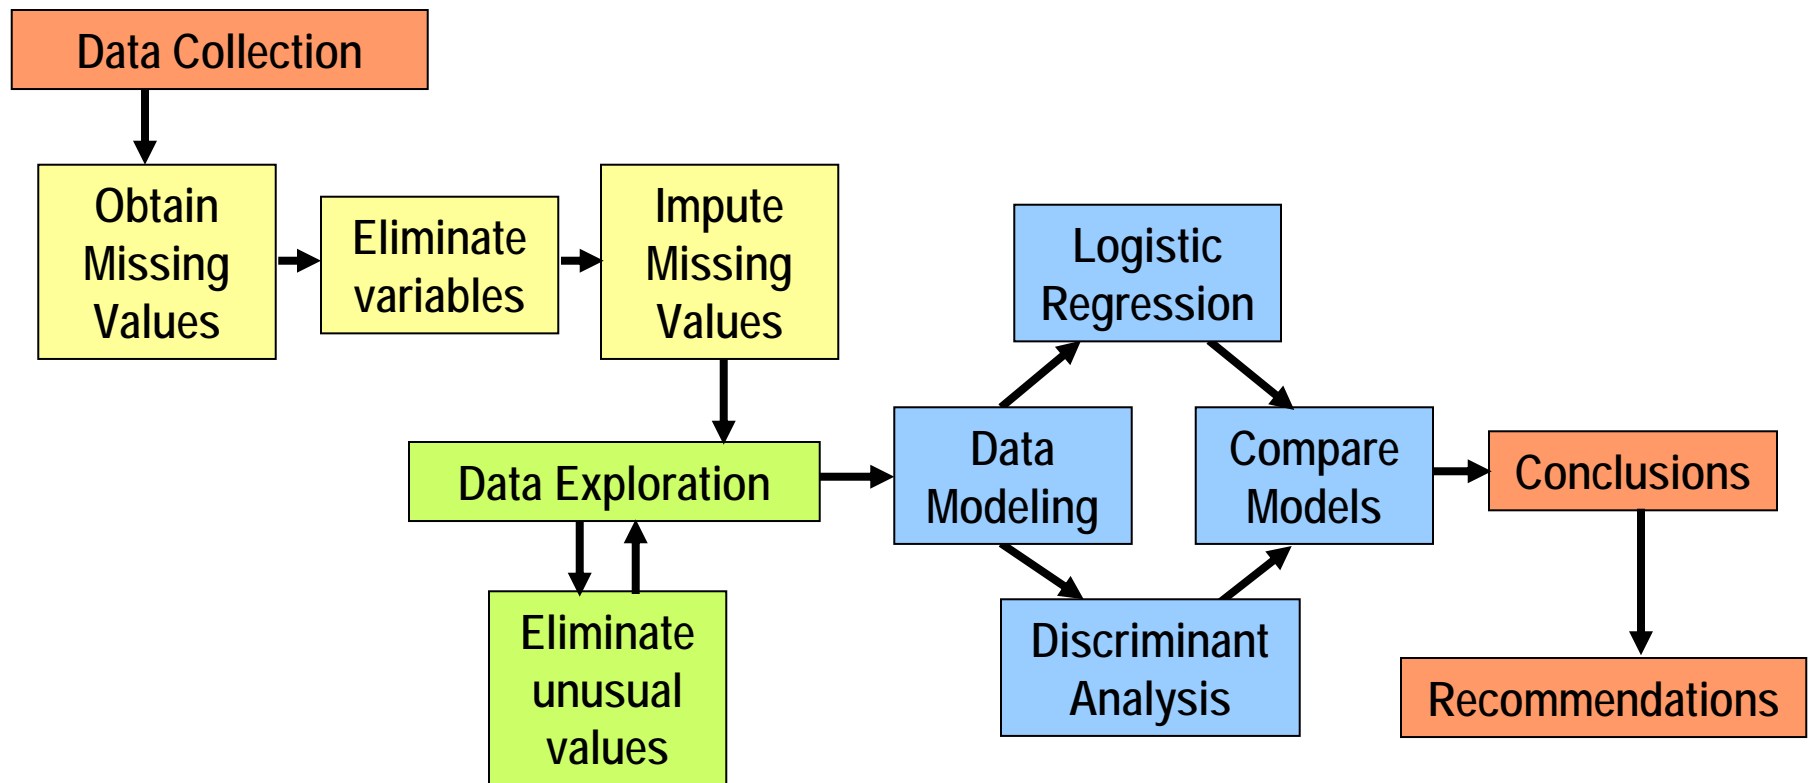 Data Collection
Obtain
Missing
Values
Eliminate
variables
Impute
Missing
Values
Data Exploration
Eliminate
unusual
values
Data
Modeling
Logistic
Regression
Discriminant
Analysis
Compare
Models
Conclusions
Recommendations